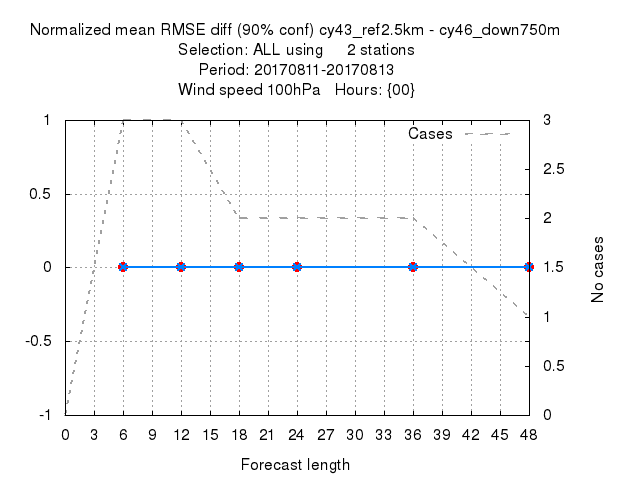 Normalized mean RMSE diff (90% conf) cy43_ref2.5km - cy46_down750m
Selection: ALL using 2 stations
Period: 20170811-20170813
Wind speed 100hPa Hours: {00}
Cases
1
0.5
0
-0.5
-1
3
2.5
2
1.5
1
0.5
0
No cases
0 3 6 9 12 15 18 21 24 27 30 33 36 39 42 45 48
Forecast length